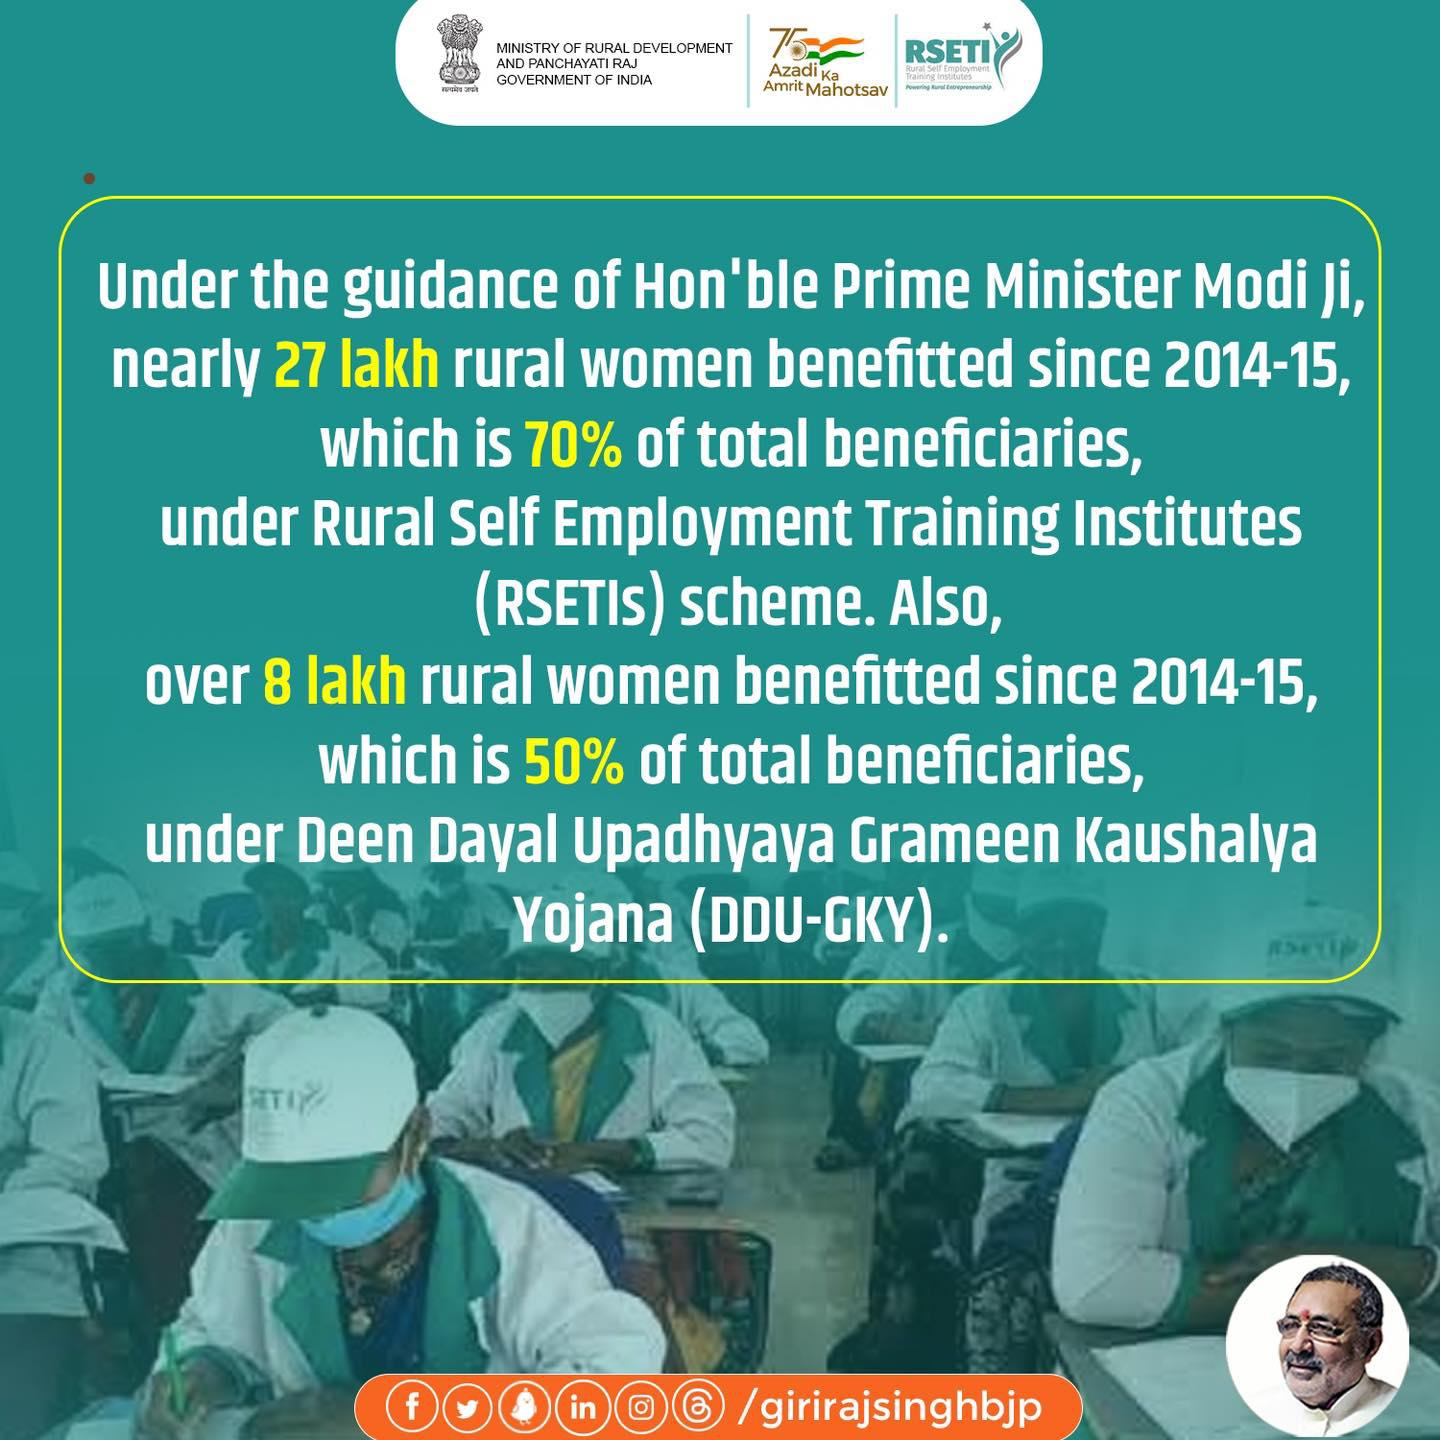 सत्यमेव जयते
MINISTRY OF RURAL DEVELOPMENT
AND PANCHAYATI RAJ
GOVERNMENT OF INDIA
75
Azadi Ka
Amrit Mahotsav
RSETI
Rural Self Employment
Training Institutes
Powering Rural Entrepreneurship
Under the guidance of Hon'ble Prime Minister Modi Ji,
nearly 27 lakh rural women benefitted since 2014-15,
which is 70% of total beneficiaries,
under Rural Self Employment Training Institutes
(RSETIs) scheme. Also,
over 8 lakh rural women benefitted since 2014-15,
which is 50% of total beneficiaries,
under Deen Dayal Upadhyaya Grameen Kaushalya
Yojana (DDU-GKY).
/girirajsinghbjp